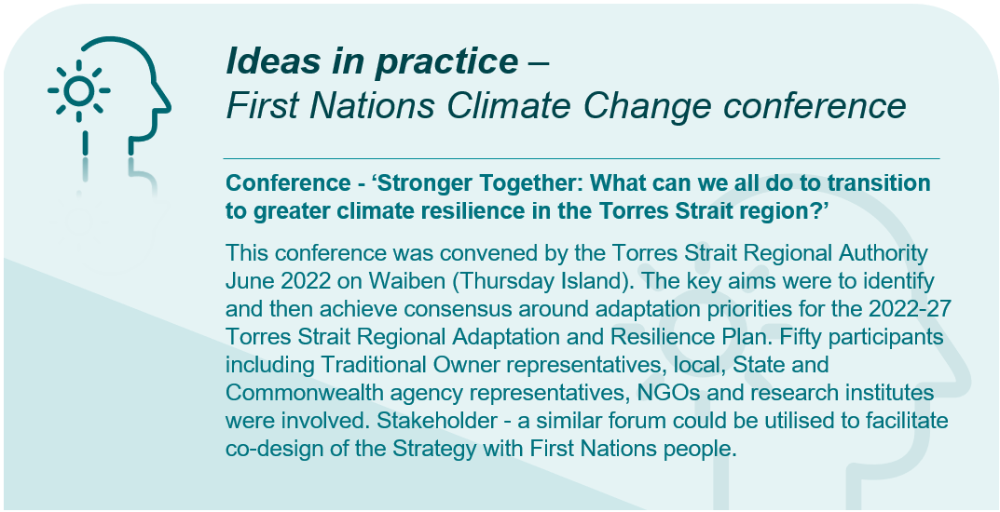 Ideas in practice –
First Nations Climate Change conference
Conference - ‘Stronger Together: What can we all do to transition
to greater climate resilience in the Torres Strait region?’
This conference was convened by the Torres Strait Regional Authority
June 2022 on Waiben (Thursday Island). The key aims were to identify
and then achieve consensus around adaptation priorities for the 2022-27
Torres Strait Regional Adaptation and Resilience Plan. Fifty participants
including Traditional Owner representatives, local, State and
Commonwealth agency representatives, NGOs and research institutes
were involved. Stakeholder - a similar forum could be utilised to facilitate
co-design of the Strategy with First Nations people.